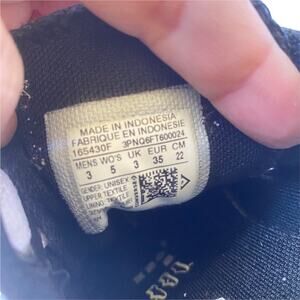 MADE IN INDONESIA
FABRIQUE EN INDONESIE
165430F 3PNQ6FT600024
MENS WO'S UK EUR CM
3 5 3 35 22
GENDER: UNISEX
UPPER: TEXTILE